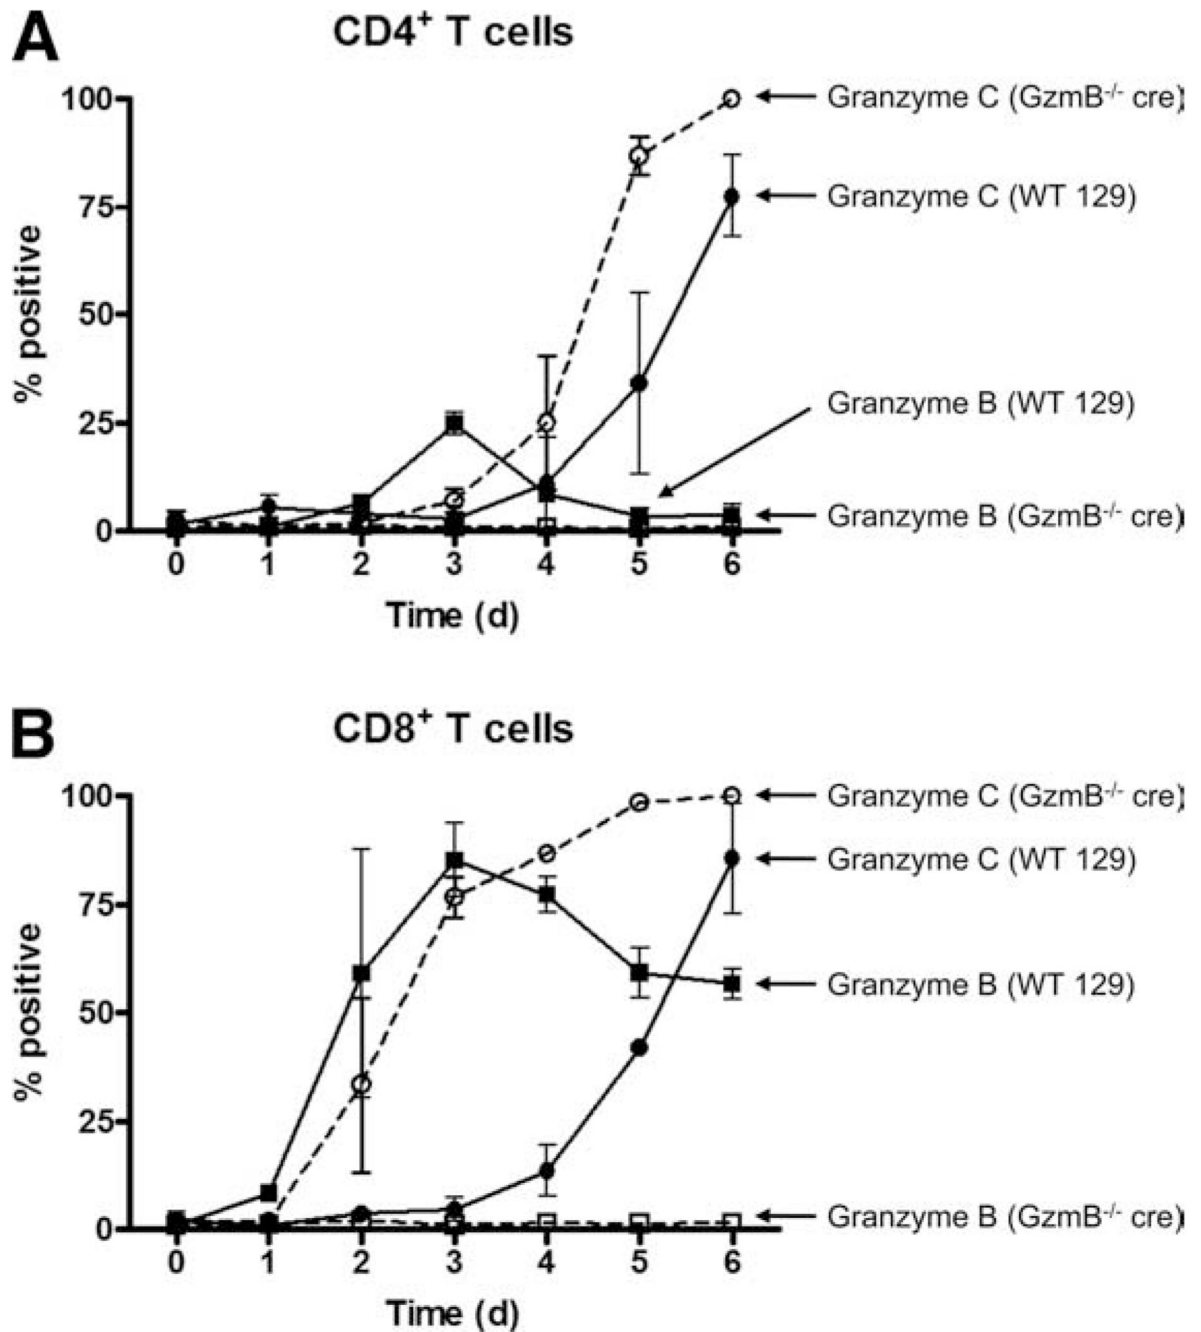 A
CD4+ T cells
% positive
100
75
50
25
0
0 1 2 3 4 5 6
Time (d)
Granzyme C (GzmB-/- cre)
Granzyme C (WT 129)
Granzyme B (WT 129)
Granzyme B (GzmB-/- cre)
B
CD8+ T cells
% positive
100
75
50
25
0
0 1 2 3 4 5 6
Time (d)
Granzyme C (GzmB-/- cre)
Granzyme C (WT 129)
Granzyme B (WT 129)
Granzyme B (GzmB-/- cre)